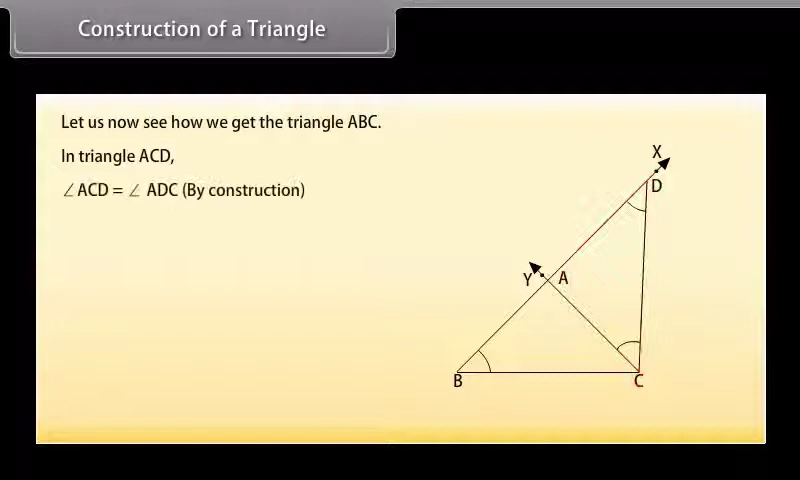 Construction of a Triangle
Let us now see how we get the triangle ABC.
In triangle ACD,
∠ACD = ∠ ADC (By construction)
X
D
Y A
B C